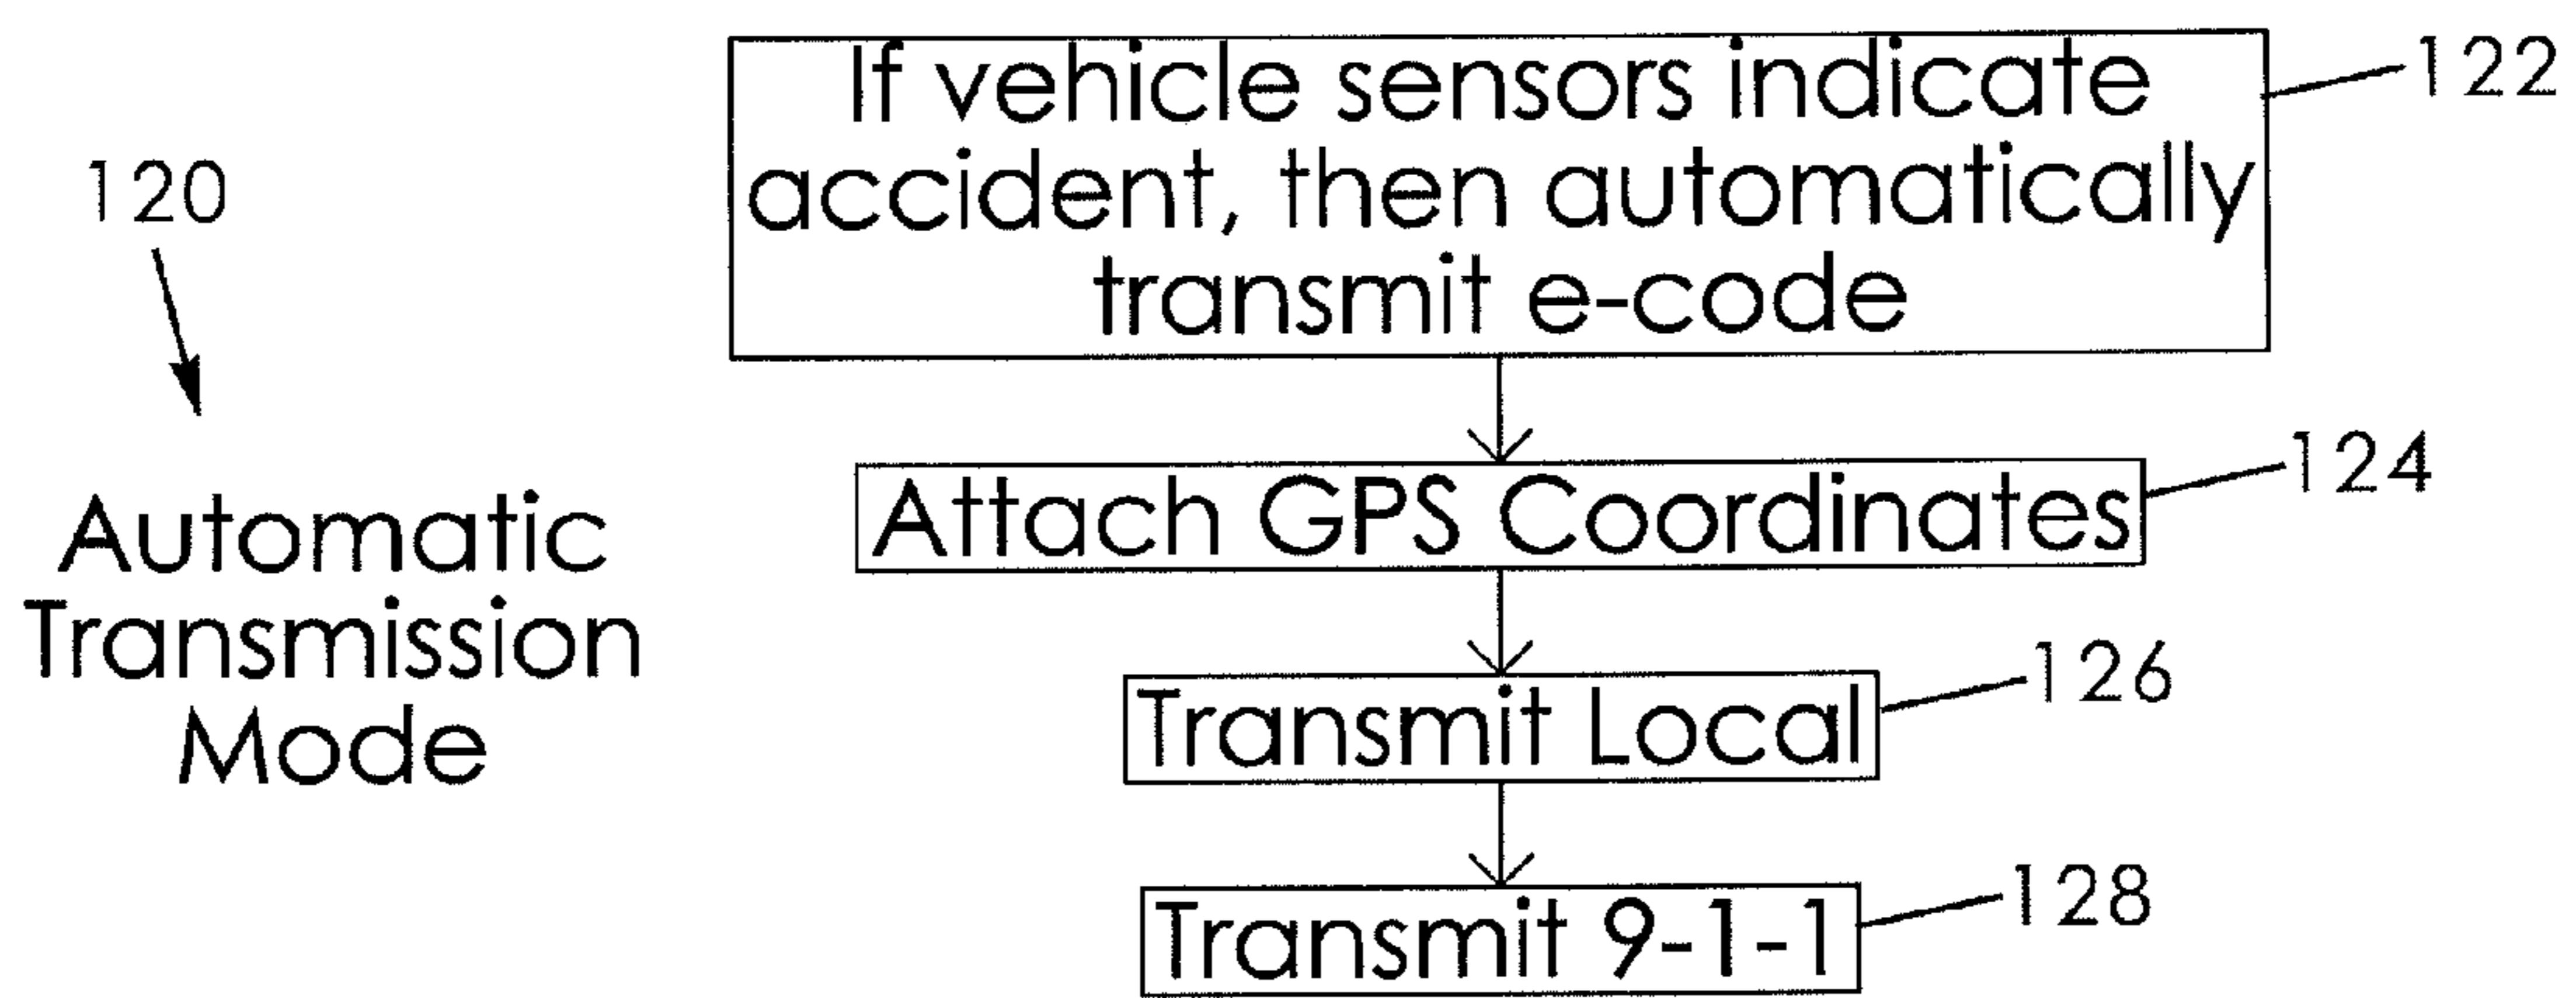 120
Automatic
Transmission
Mode
If vehicle sensors indicate
accident, then automatically
transmit e-code
122
Attach GPS Coordinates
124
Transmit Local
126
Transmit 9-1-1
128